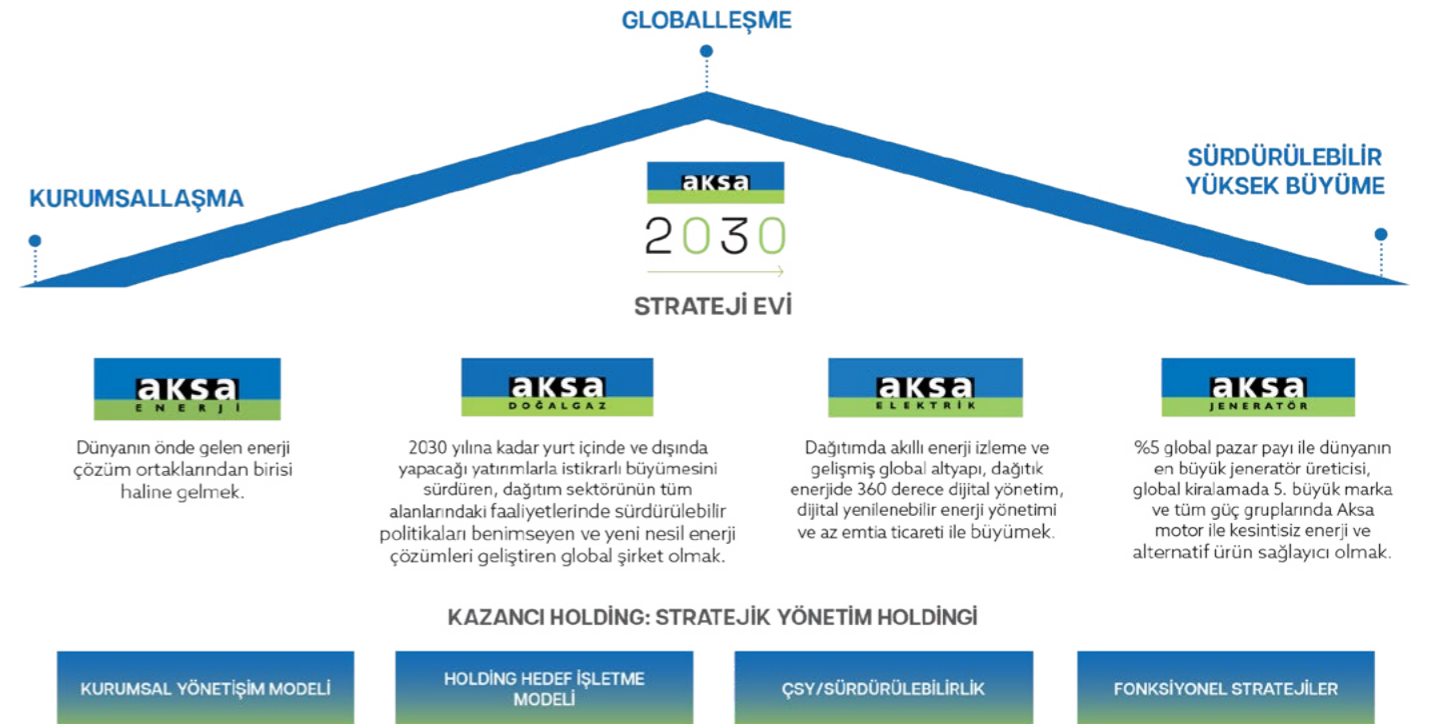 GLOBALLEŞME
KURUMSALLAŞMA
SÜRDÜRÜLEBİLİR
YÜKSEK BÜYÜME
aksa
2030
STRATEJİ EVİ
aksa
ENERJİ
Dünyanın önde gelen enerji
çözüm ortaklarından birisi
haline gelmek.
aksa
DOĞALGAZ
2030 yılına kadar yurt içinde ve dışında
yapacağı yatırımlarla istikrarlı büyümesini
sürdüren, dağıtım sektörünün tüm
alanlarındaki faaliyetlerinde sürdürülebilir
politikaları benimseyen ve yeni nesil enerji
çözümleri geliştiren global şirket olmak.
aksa
ELEKTRİK
Dağıtımda akıllı enerji izleme ve
gelişmiş global altyapı, dağıtık
enerjide 360 derece dijital yönetim,
dijital yenilenebilir enerji yönetimi
ve az emtia ticareti ile büyümek.
aksa
JENERATÖR
%5 global pazar payı ile dünyanın
en büyük jeneratör üreticisi,
global kiralamada 5. büyük marka
ve tüm güç gruplarında Aksa
motor ile kesintisiz enerji ve
alternatif ürün sağlayıcı olmak.
KAZANCI HOLDİNG: STRATEJİK YÖNETİM HOLDİNGİ
KURUMSAL YÖNETİŞİM MODELİ
HOLDİNG HEDEF İŞLETME
MODELİ
ÇSY/SÜRDÜRÜLEBİLİRLİK
FONKSİYONEL STRATEJİLER